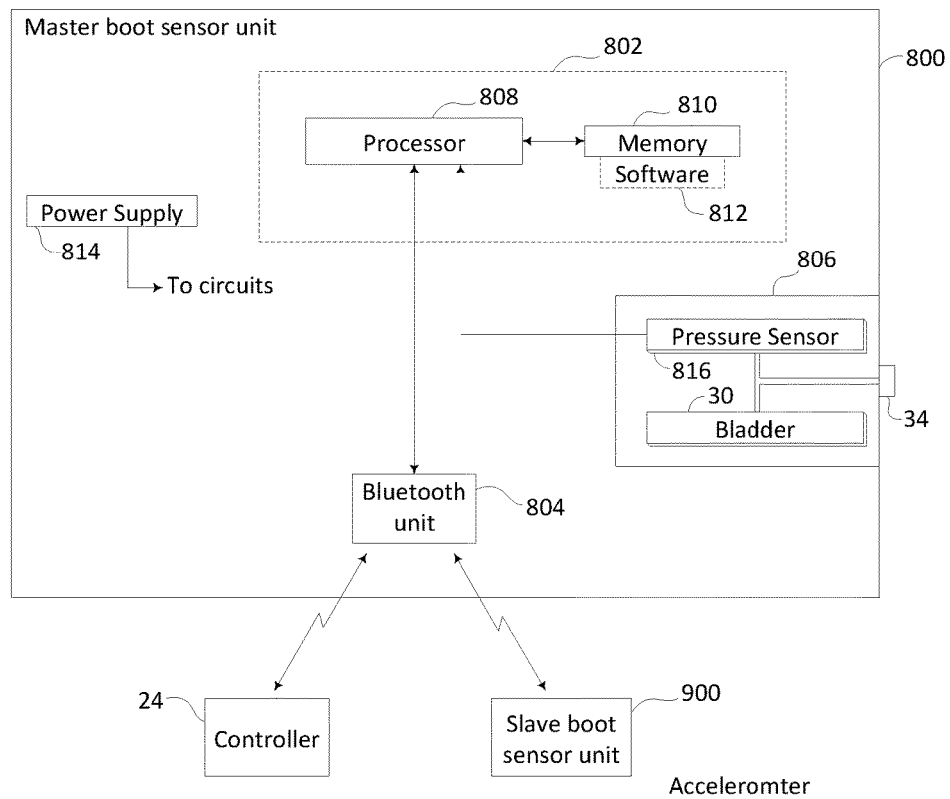 Master boot sensor unit
800
802
808
810
Processor
Memory
Software
812
Power Supply
814
To circuits
806
Pressure Sensor
816
30
34
Bladder
Bluetooth
unit
804
24
900
Controller
Slave boot
sensor unit
Acceleromter